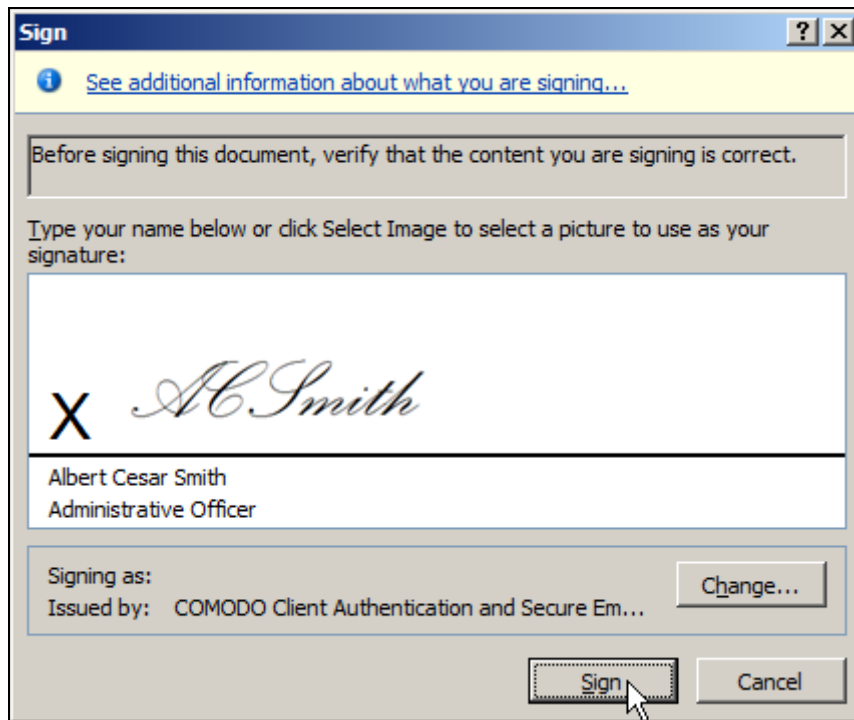 Sign
See additional information about what you are signing...
Before signing this document, verify that the content you are signing is correct.
Type your name below or click Select Image to select a picture to use as your
signature:
X AC Smith
Albert Cesar Smith
Administrative Officer
Signing as:
Issued by: COMODO Client Authentication and Secure Em...
Change...
Sign Cancel